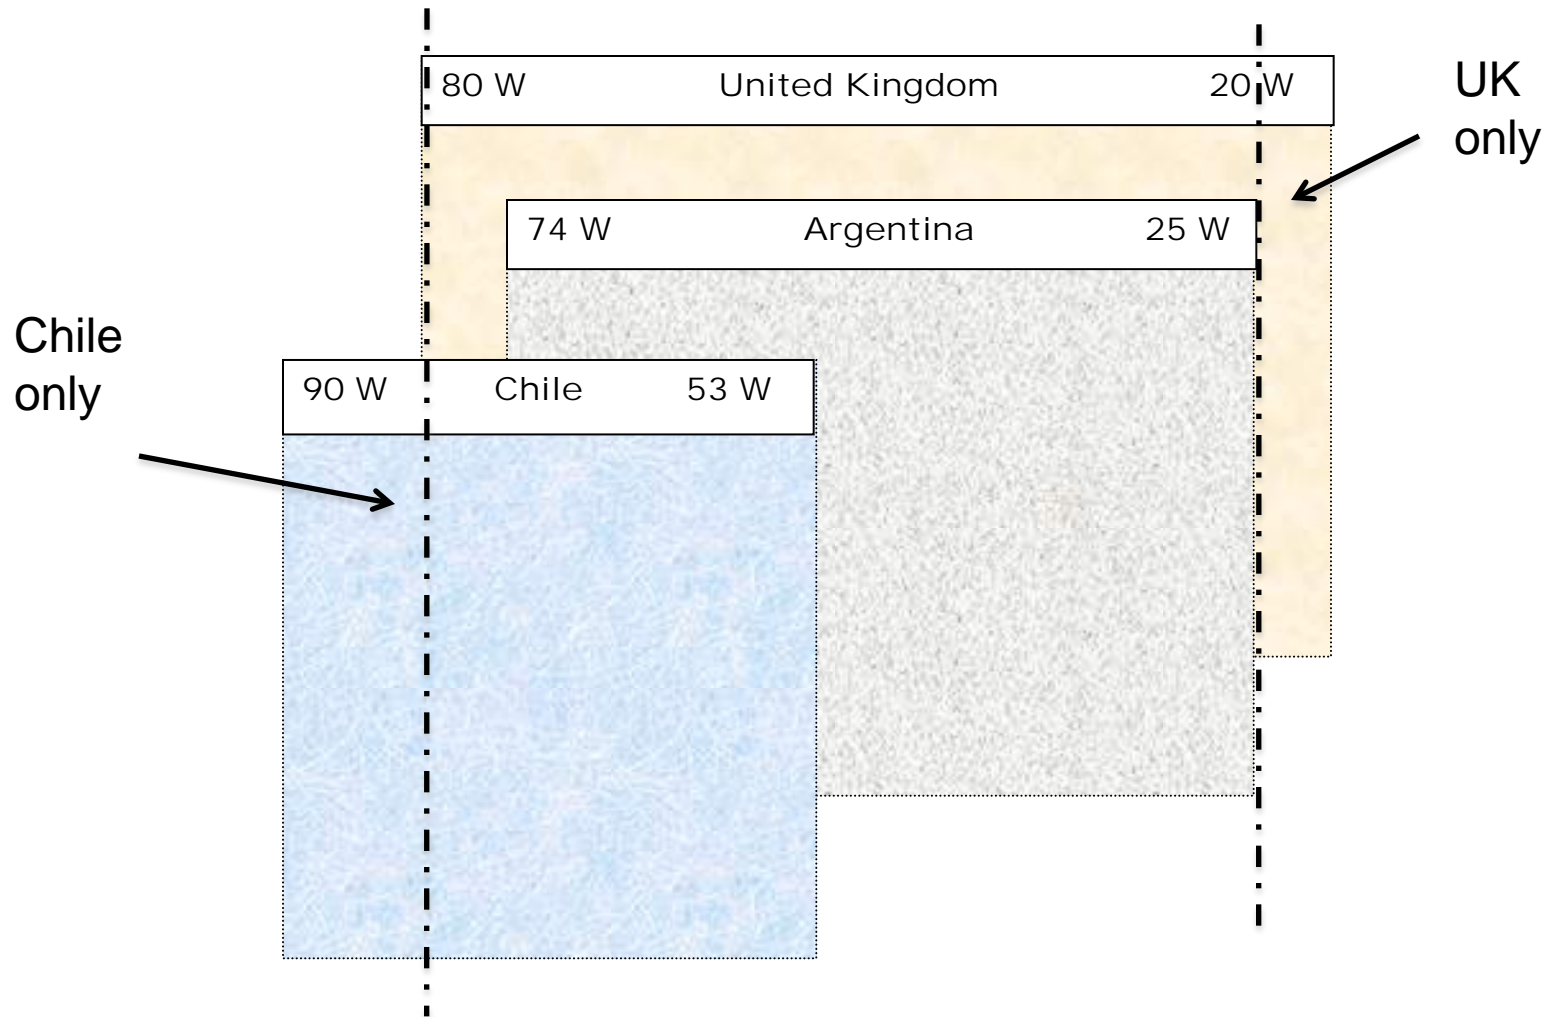 80 W United Kingdom 20 W
UK
only
74 W Argentina 25 W
Chile
only
90 W Chile 53 W